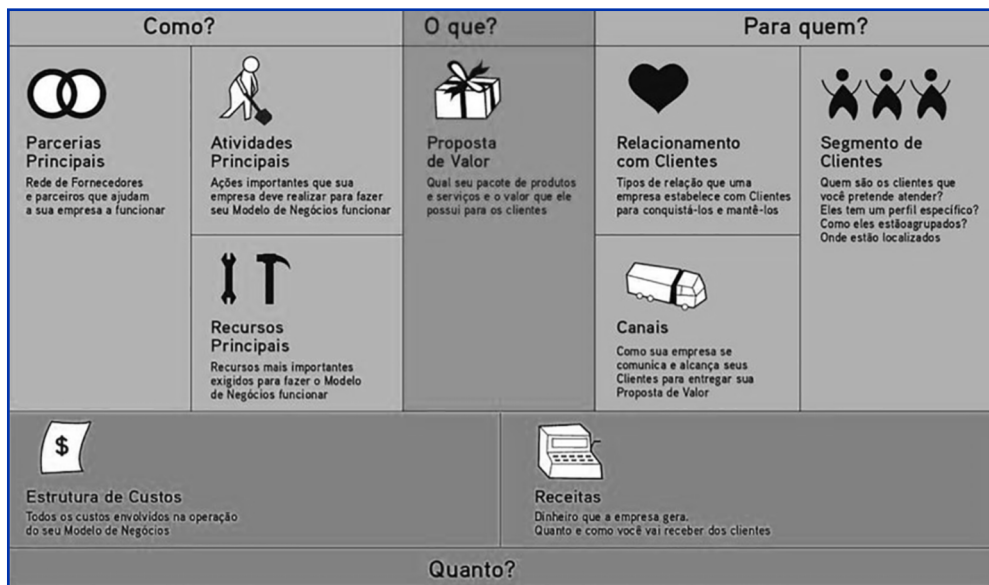 Como?
O que?
Para quem?
Parcerias
Principais
Rede de Fornecedores
e parceiros que ajudam
a sua empresa a funcionar
Atividades
Principais
Ações importantes que sua
empresa deve realizar para fazer
seu Modelo de Negócios funcionar
Recursos
Principais
Recursos mais importantes
exigidos para fazer o Modelo
de Negócios funcionar
Proposta
de Valor
Qual seu pacote de produtos
e serviços e o valor que ele
possui para os clientes
Relacionamento
com Clientes
Tipos de relação que uma
empresa estabelece com Clientes
para conquistá-los e mantê-los
Canais
Como sua empresa se
comunica e alcança seus
Clientes para entregar sua
Proposta de Valor
Segmento de
Clientes
Quem são os clientes que
você pretende atender?
Eles tem um perfil específico?
Como eles estãoagrupados?
Onde estão localizados
$
Estrutura de Custos
Todos os custos envolvidos na operação
do seu Modelo de Negócios
Receitas
Dinheiro que a empresa gera.
Quanto e como você vai receber dos clientes
Quanto?